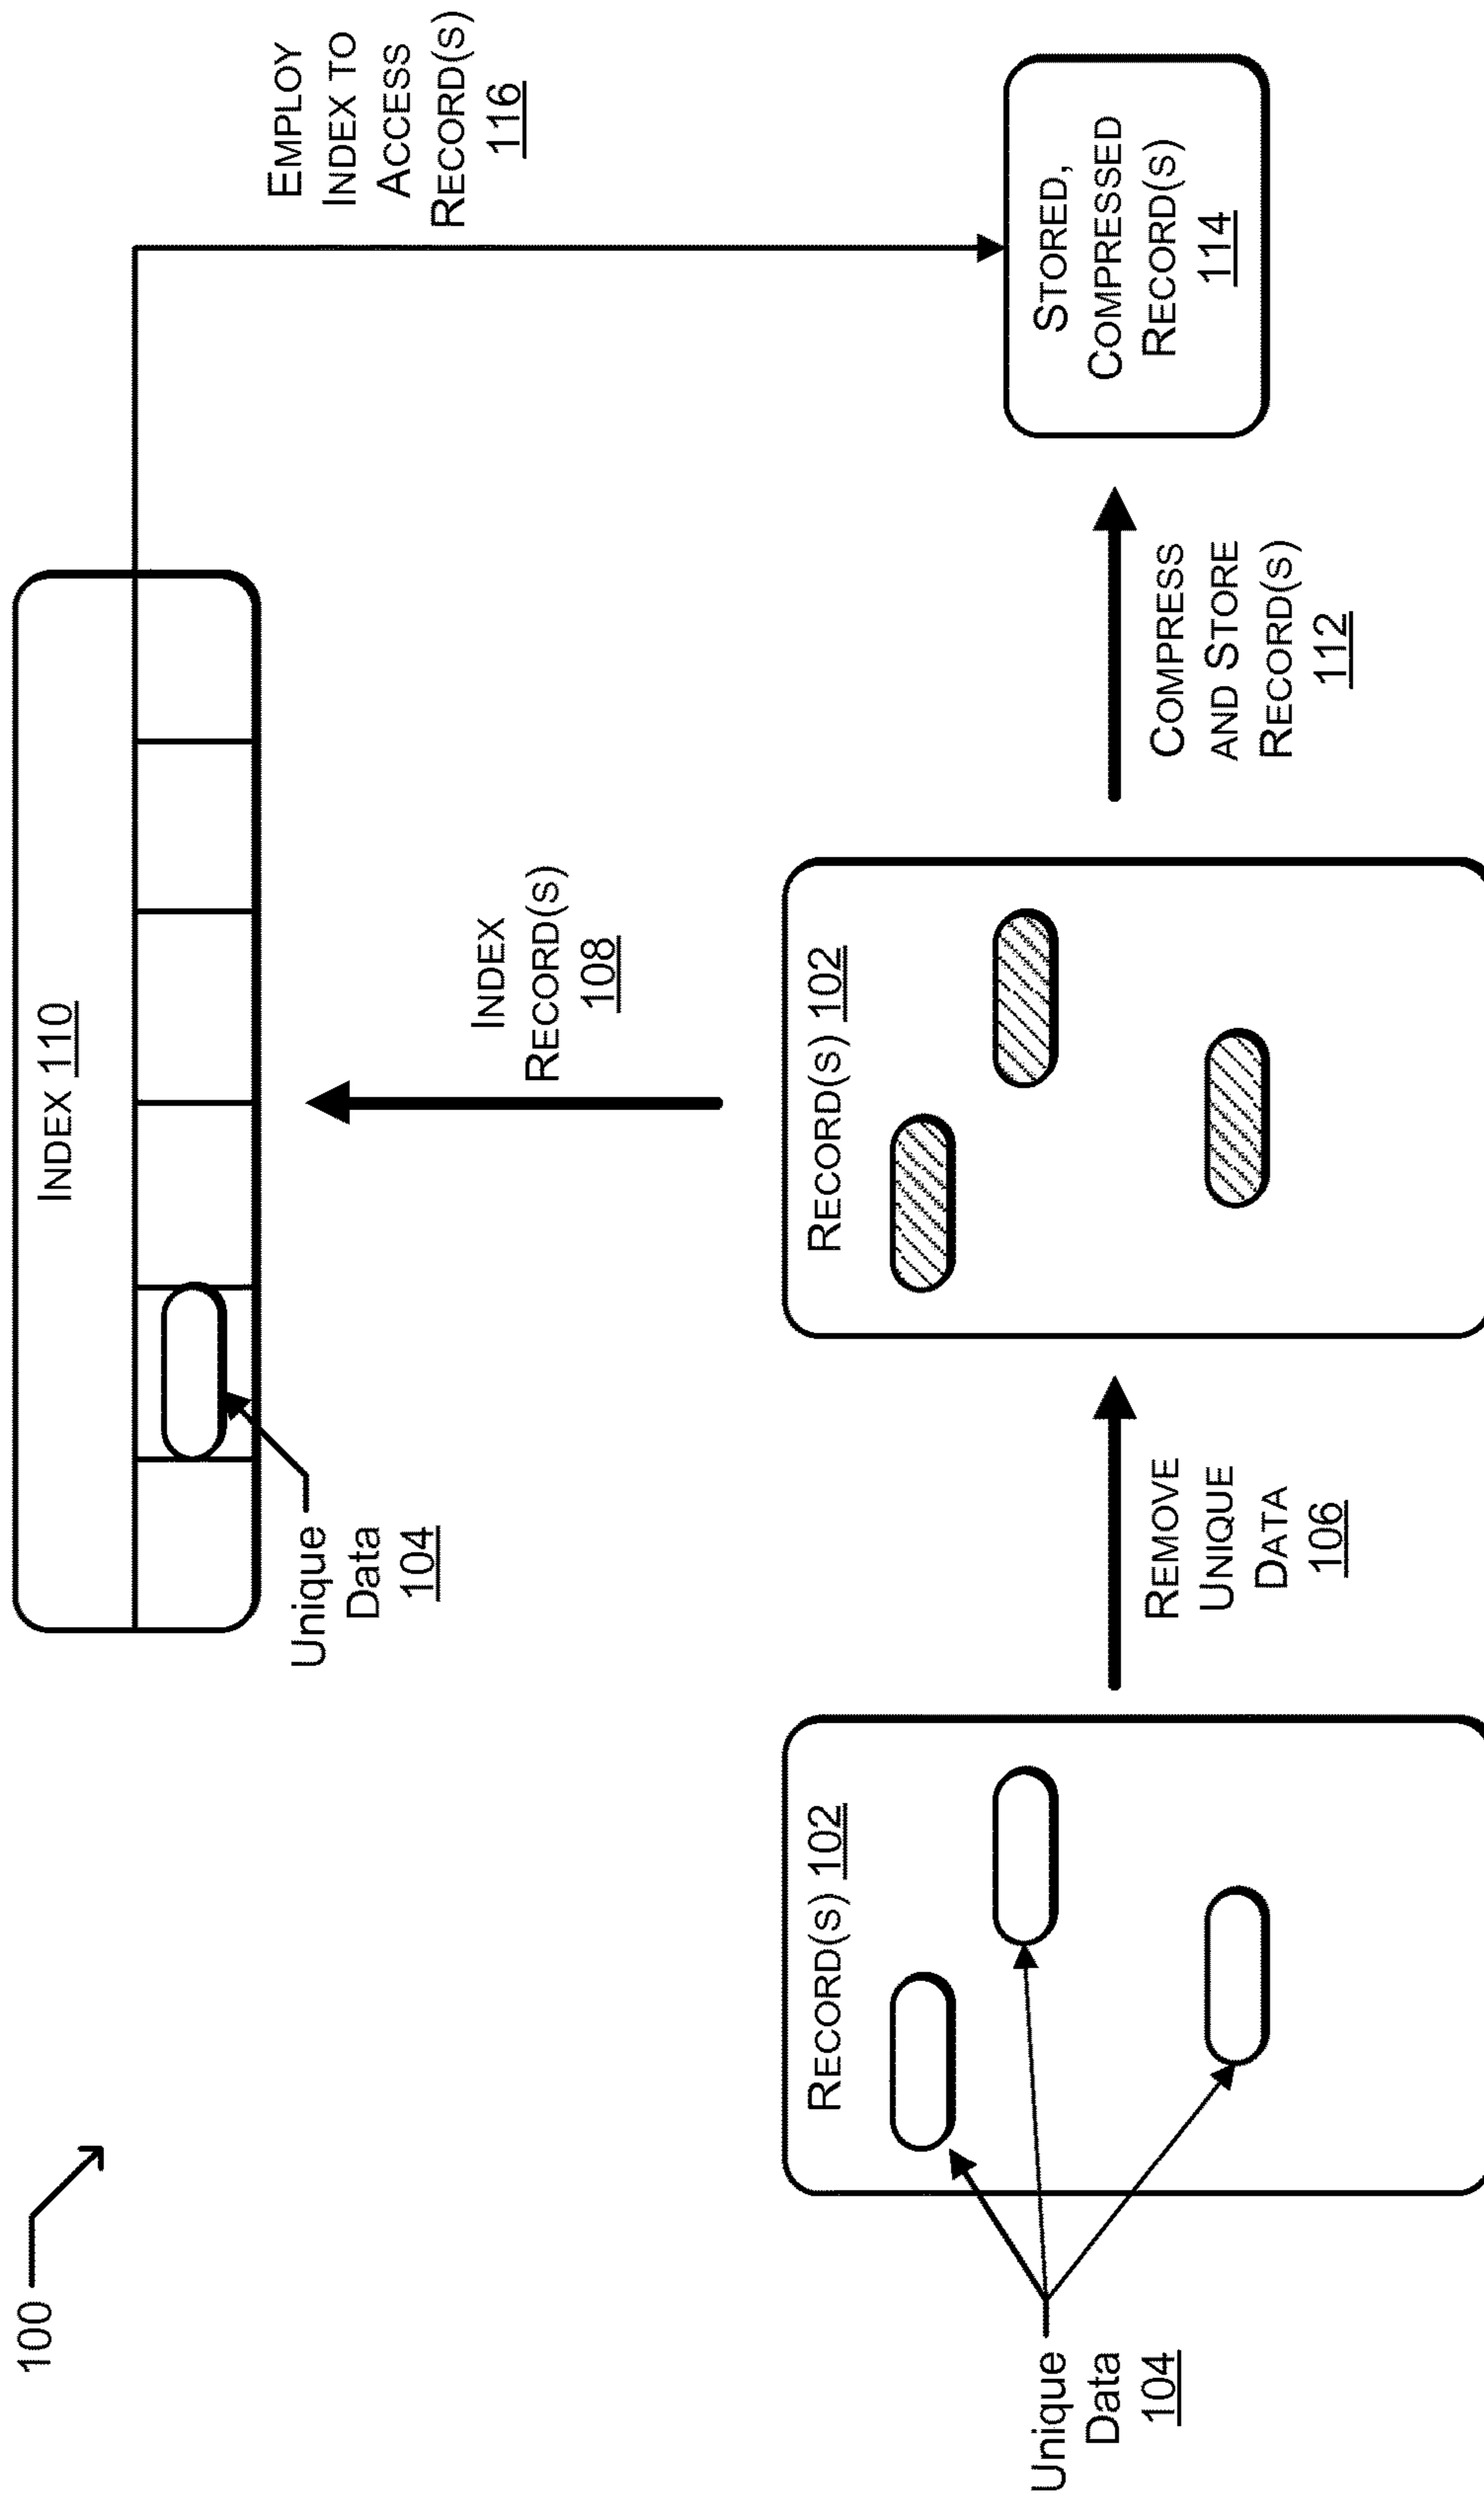 100
INDEX 110
EMPLOY
INDEX TO
ACCESS
RECORD(S)
116
Unique
Data
104
INDEX
RECORD(S)
108
Unique
Data
104
RECORD(S) 102
REMOVE
UNIQUE
DATA
106
RECORD(S) 102
COMPRESS
AND STORE
RECORD(S)
112
STORED,
COMPRESSED
RECORD(S)
114